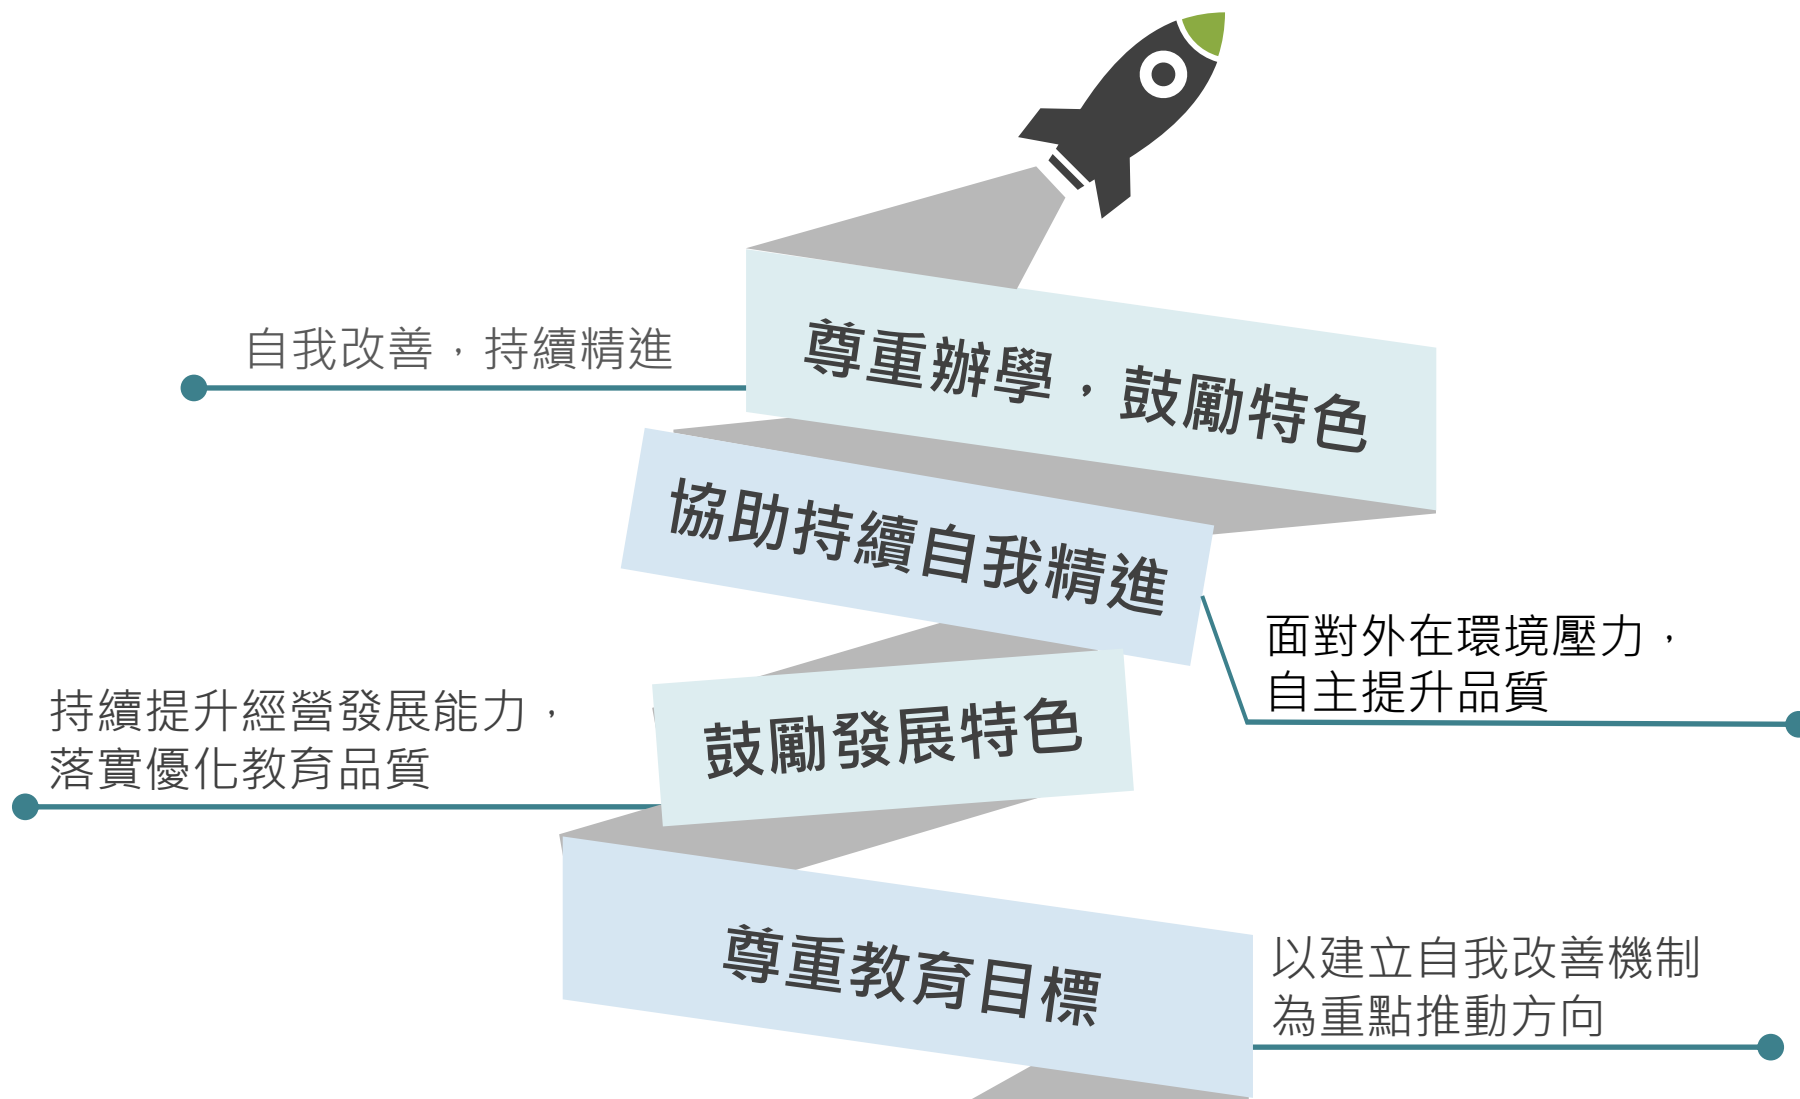 自我改善，持續精進
尊重辦學，鼓勵特色
協助持續自我精進
面對外在環境壓力，
自主提升品質
持續提升經營發展能力，
落實優化教育品質
鼓勵發展特色
尊重教育目標
以建立自我改善機制
為重點推動方向